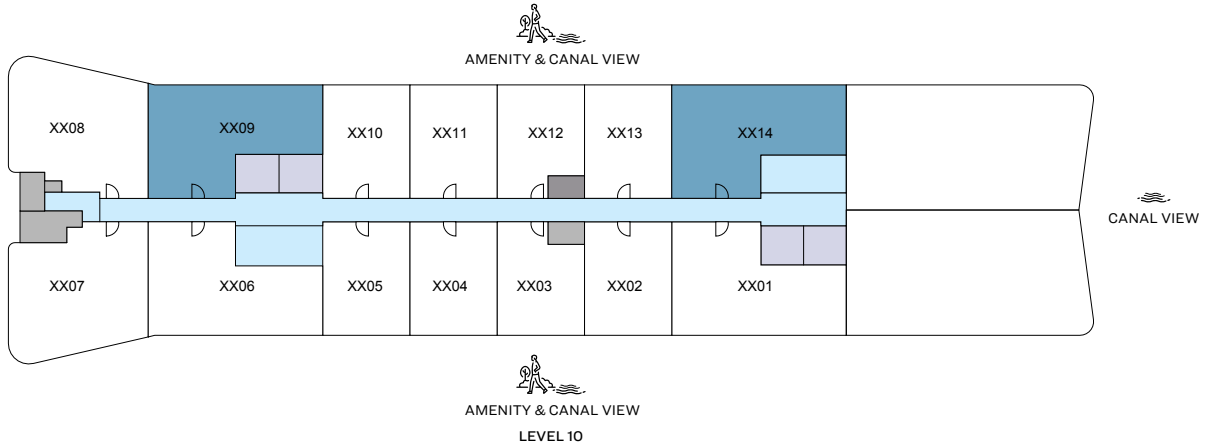 AMENITY & CANAL VIEW
XX08
XX09
XX10
XX11
XX12
XX13
XX14
CANAL VIEW
XX07
XX06
XX05
XX04
XX03
XX02
XX01
AMENITY & CANAL VIEW
LEVEL 10